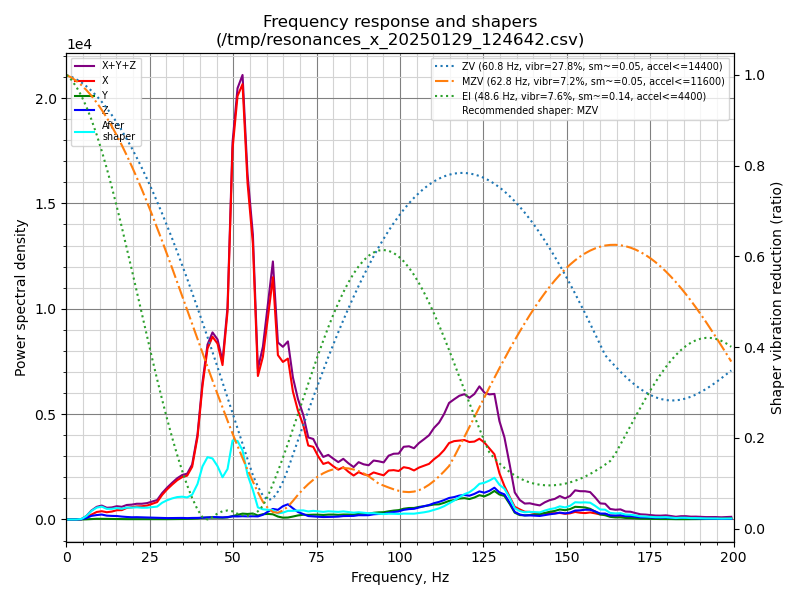 Frequency response and shapers
(/tmp/resonances_x_20250129_124642.csv)
1e4
X+Y+Z
X
Y
Z
After
shaper
ZV (60.8 Hz, vibr=27.8%, sm~=0.05, accel<=14400)
MZV (62.8 Hz, vibr=7.2%, sm~=0.05, accel<=11600)
EI (48.6 Hz, vibr=7.6%, sm~=0.14, accel<=4400)
Recommended shaper: MZV
Power spectral density
2.0
1.5
1.0
0.5
0.0
1.0
0.8
0.6
0.4
0.2
0.0
Shaper vibration reduction (ratio)
0 25 50 75 100 125 150 175 200
Frequency, Hz